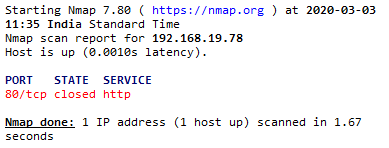 Starting Nmap 7.80 ( https://nmap.org ) at 2020-03-03
11:35 India Standard Time
Nmap scan report for 192.168.19.78
Host is up (0.0010s latency).
PORT   STATE  SERVICE
80/tcp closed http
Nmap done: 1 IP address (1 host up) scanned in 1.67
seconds